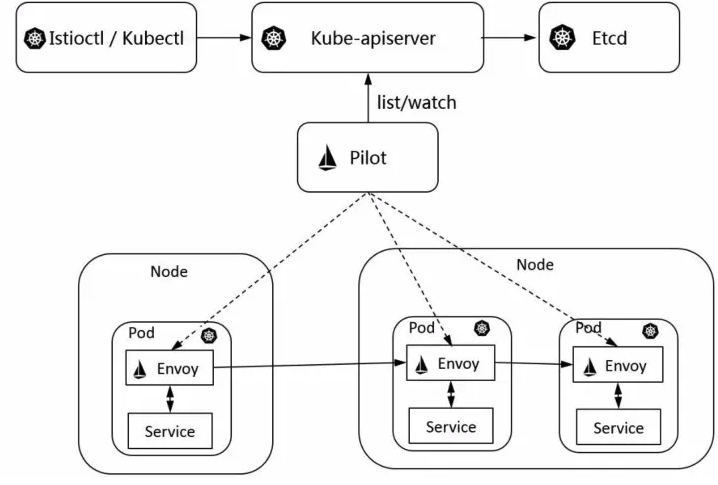 Istioctl / Kubectl
Kube-apiserver
Etcd
list/watch
Pilot
Node
Node
Pod
Pod
Pod
Envoy
Envoy
Envoy
Service
Service
Service